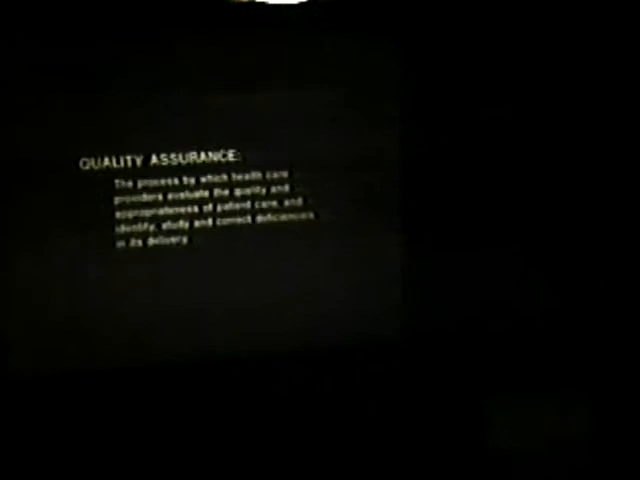 QUALITY ASSURANCE:
The process by which health care
providers evaluate the quality and
appropriateness of patient care, and
identify, study and correct deficiencies
in its delivery